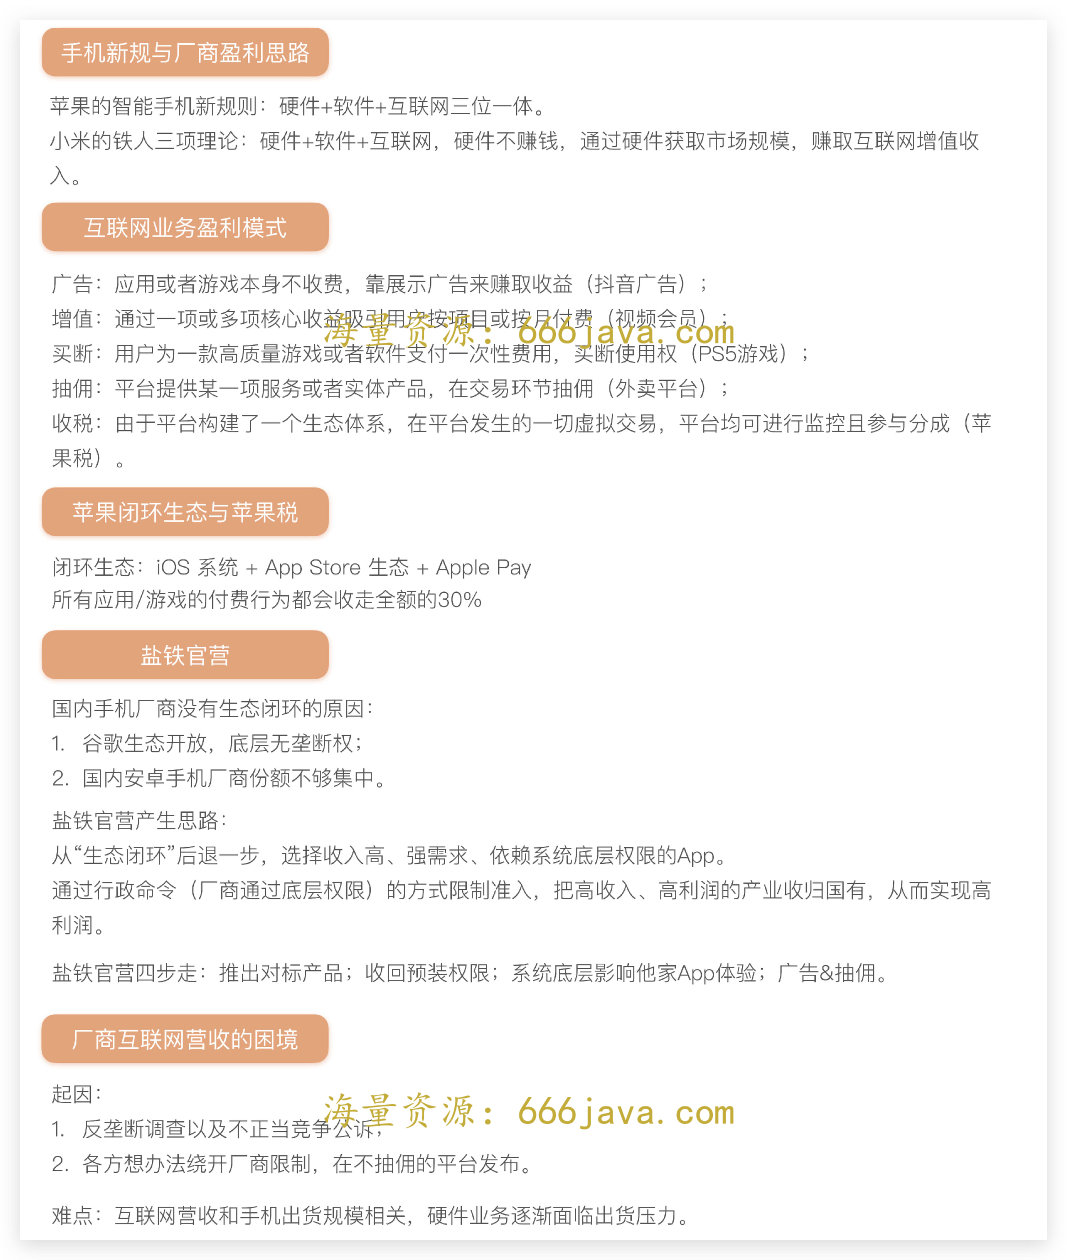 手机新规与厂商盈利思路
苹果的智能手机新规则：硬件+软件+互联网三位一体。
小米的铁人三项理论：硬件+软件+互联网，硬件不赚钱，通过硬件获取市场规模，赚取互联网增值收
入。
互联网业务盈利模式
广告：应用或者游戏本身不收费，靠展示广告来赚取收益（抖音广告）；
增值：通过一项或多项核心收益吸引用户按项目或按月付费（视频会员）；
海量资源：666java.com
买断：用户为一款高质量游戏或者软件支付一次性费用，买断使用权（PS5游戏）；
抽佣：平台提供某一项服务或者实体产品，在交易环节抽佣（外卖平台）；
收税：由于平台构建了一个生态体系，在平台发生的一切虚拟交易，平台均可进行监控且参与分成（苹
果税）。
苹果闭环生态与苹果税
闭环生态：iOS 系统 + App Store 生态 + Apple Pay
所有应用/游戏的付费行为都会收走全额的30%
盐铁官营
国内手机厂商没有生态闭环的原因：
1. 谷歌生态开放，底层无垄断权；
2. 国内安卓手机厂商份额不够集中。
盐铁官营产生思路：
从“生态闭环”后退一步，选择收入高、强需求、依赖系统底层权限的App。
通过行政命令（厂商通过底层权限）的方式限制准入，把高收入、高利润的产业收归国有，从而实现高
利润。
盐铁官营四步走：推出对标产品；收回预装权限；系统底层影响他家App体验；广告&抽佣。
厂商互联网营收的困境
起因：
海量资源：666java.com
1. 反垄断调查以及不正当竞争公诉；
2. 各方想办法绕开厂商限制，在不抽佣的平台发布。
难点：互联网营收和手机出货规模相关，硬件业务逐渐面临出货压力。